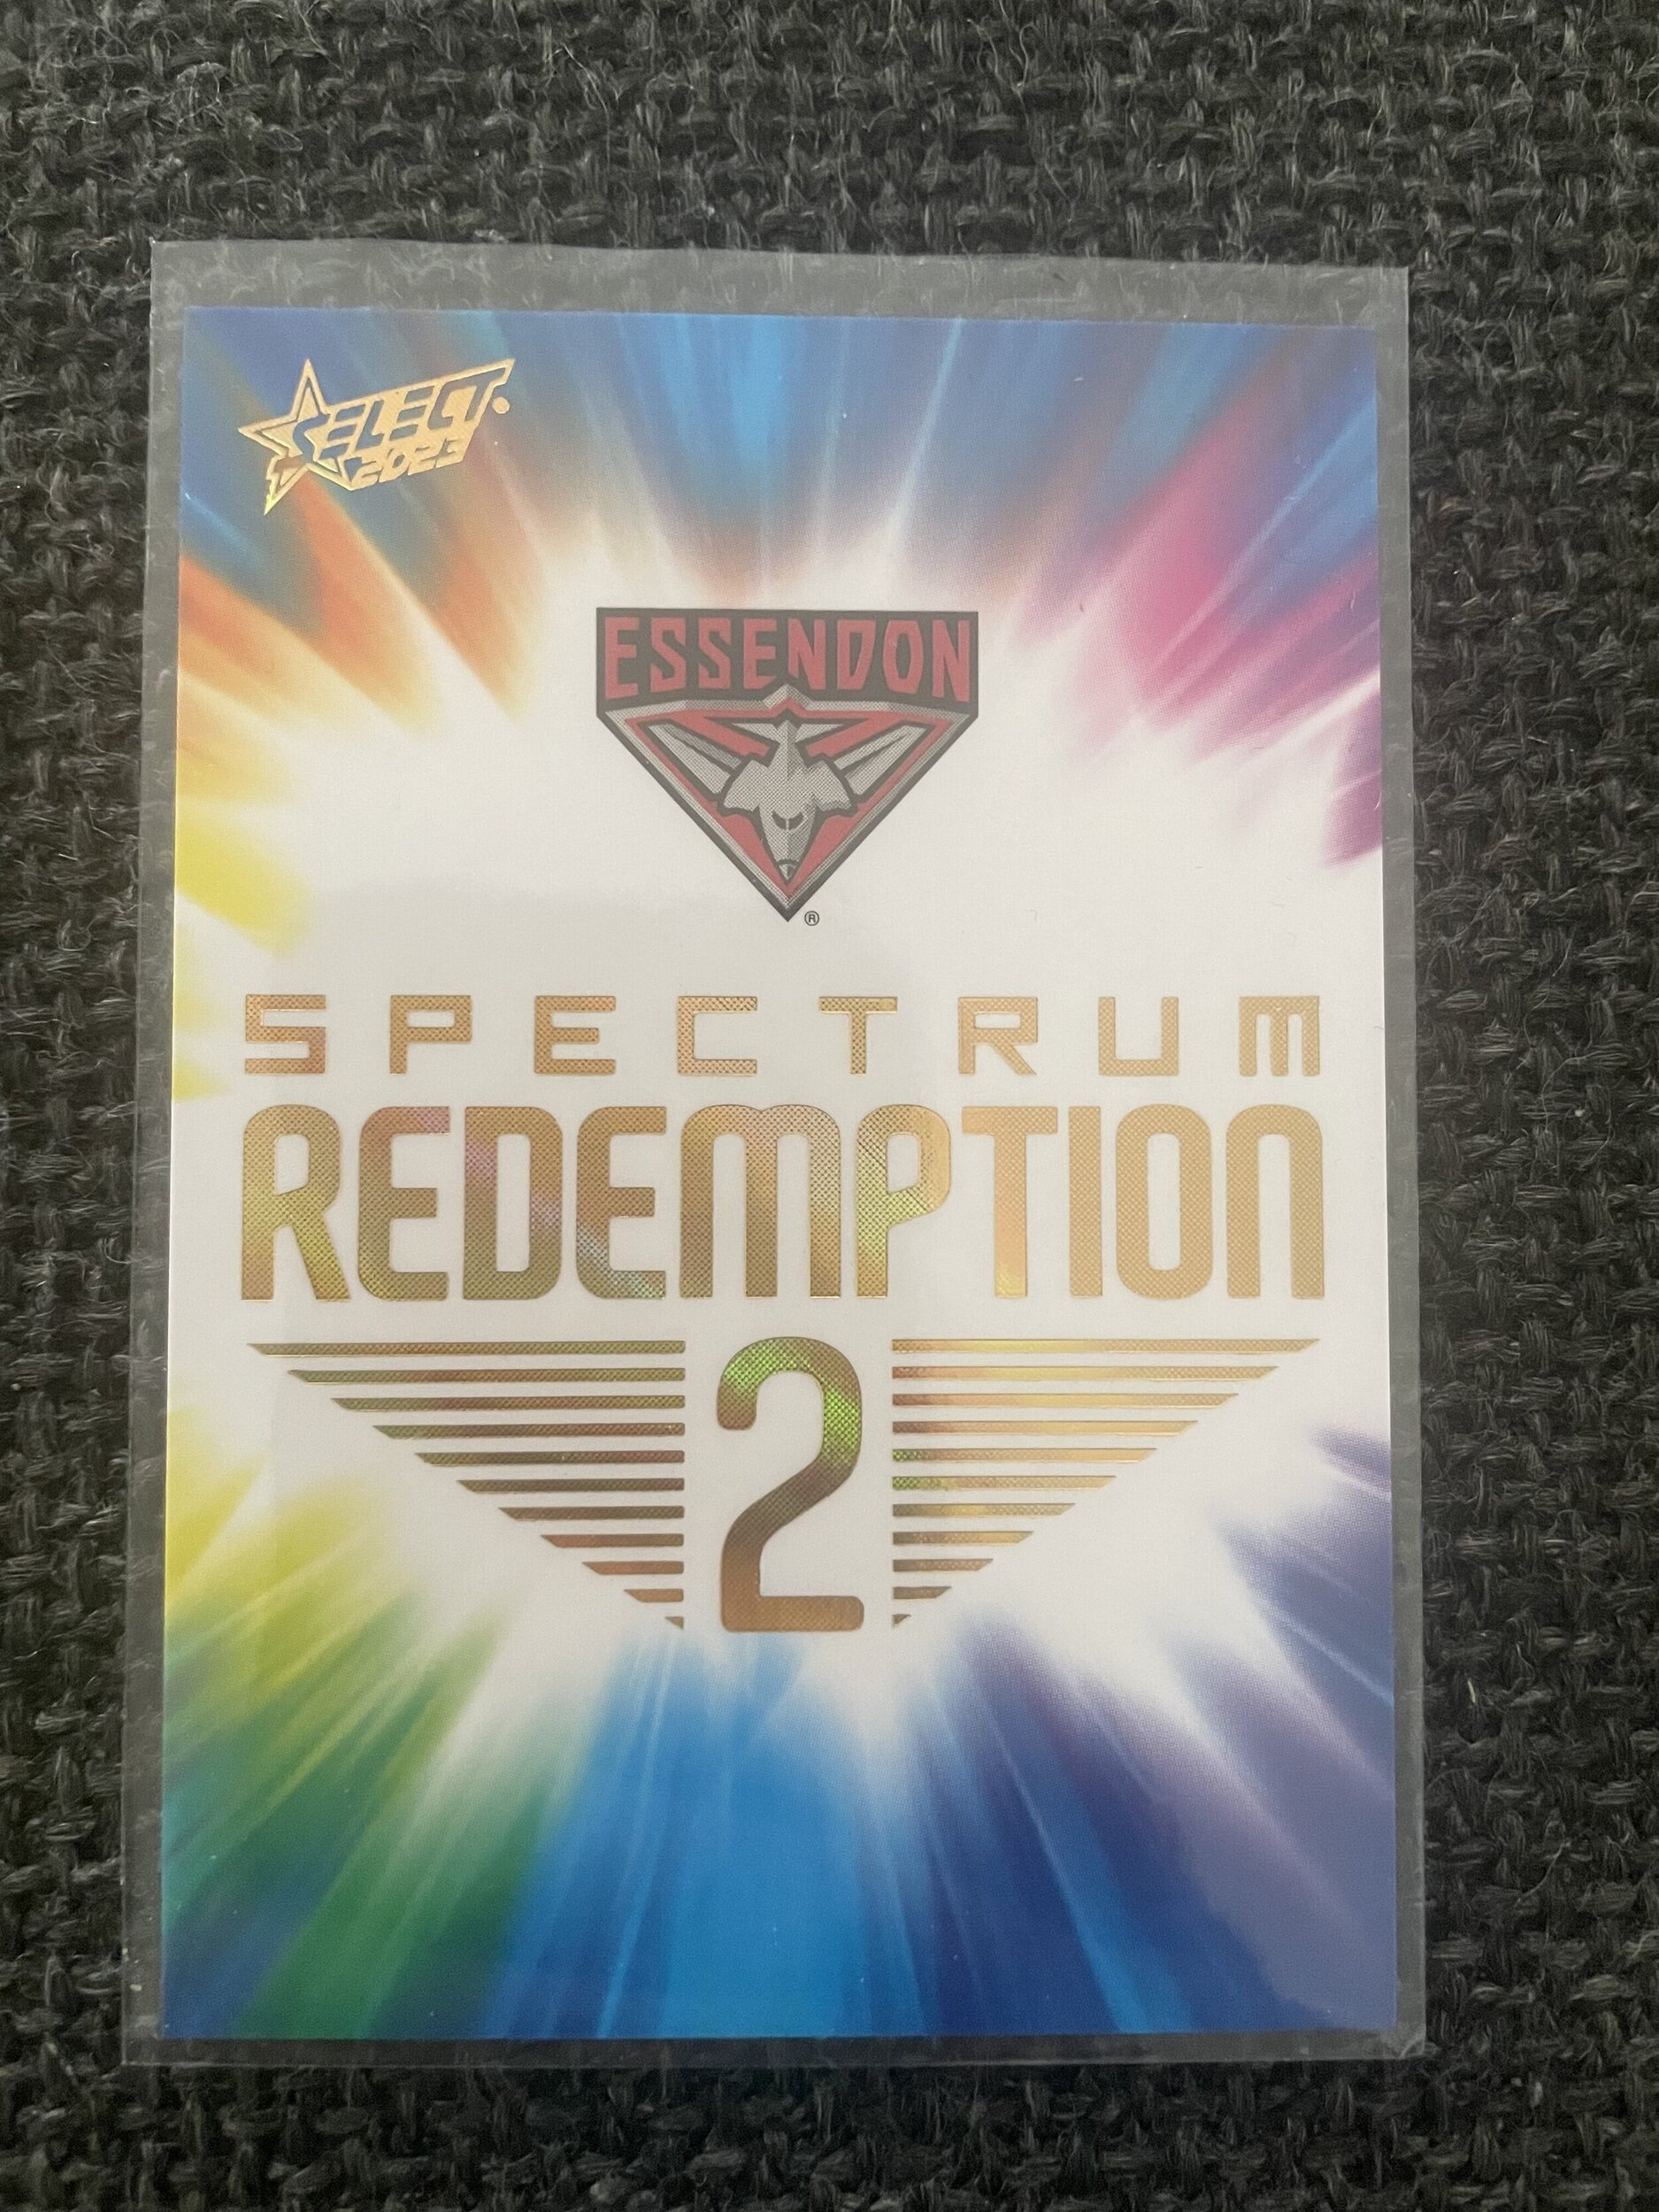 SELECT
2023
ESSENDON
®
SPECTRUM
REDEMPTION
2